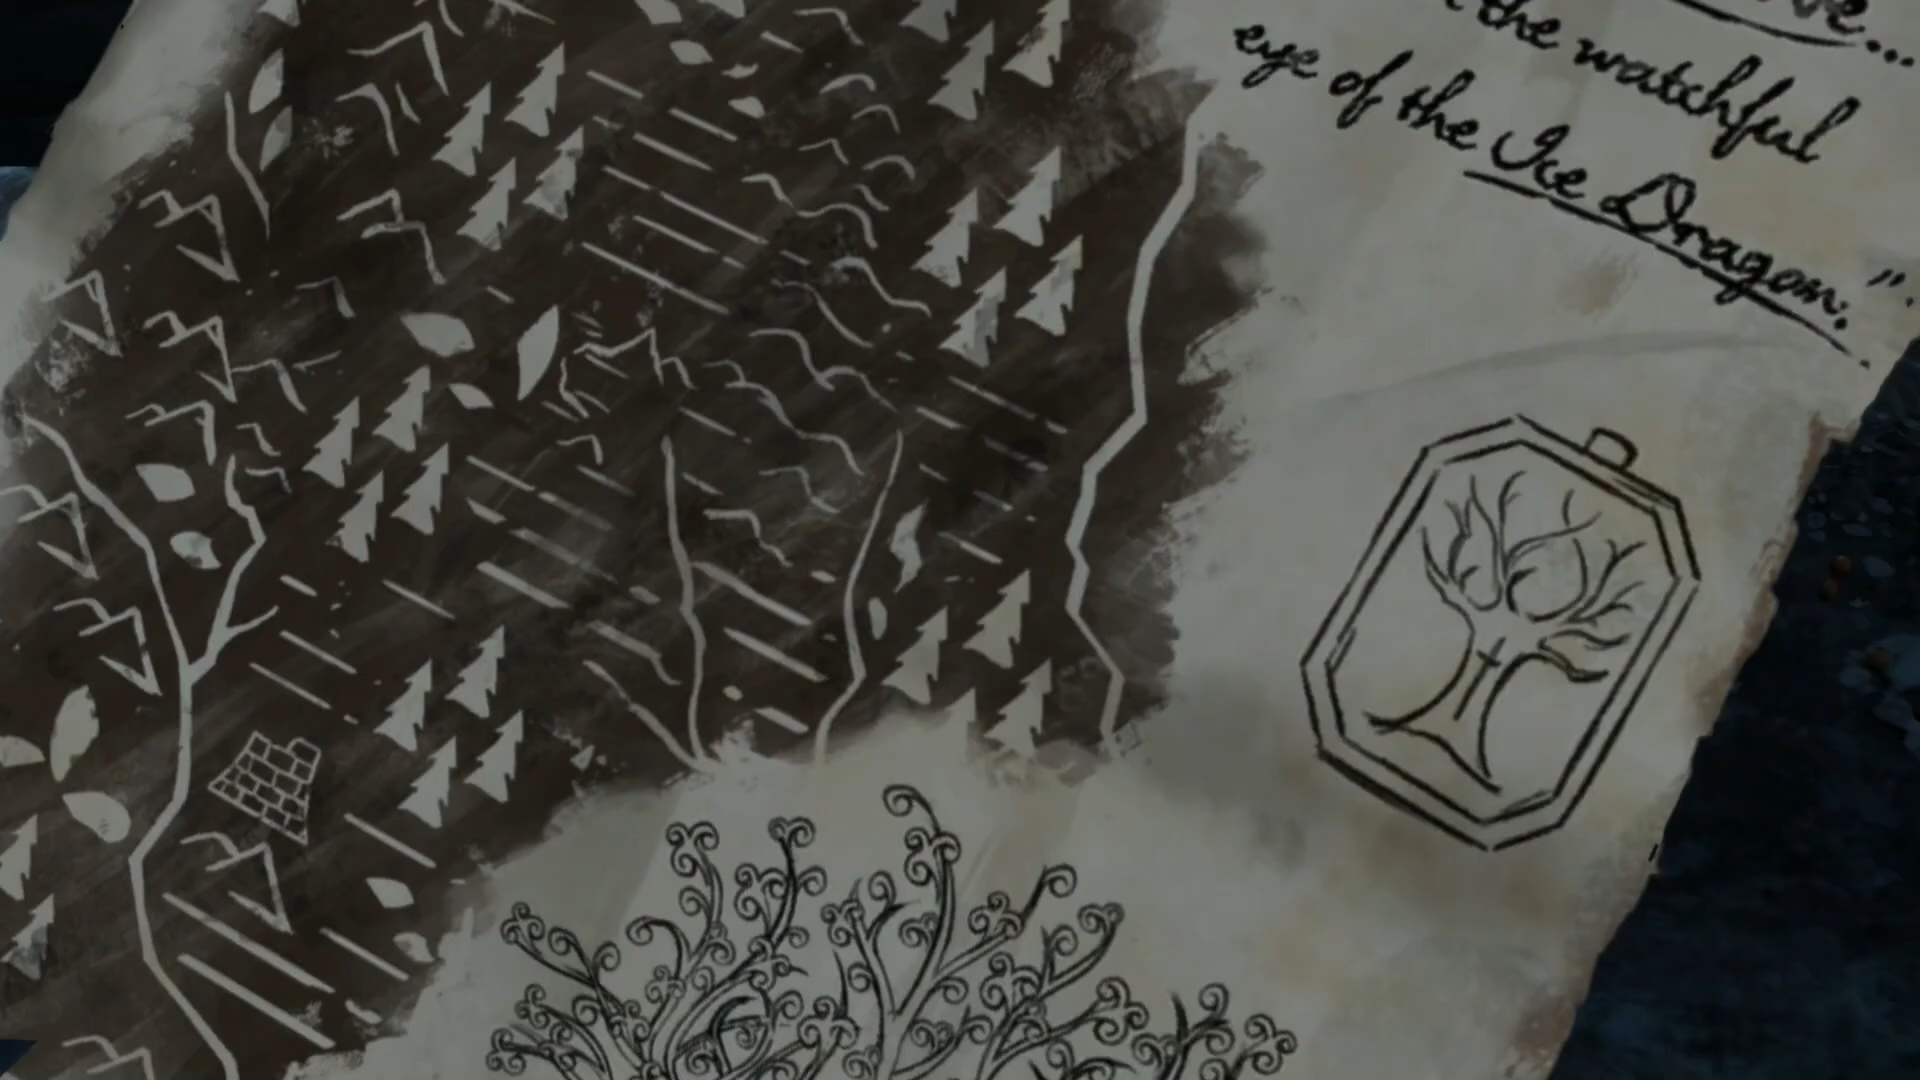 the watchful
eye of the Ice Dragon."